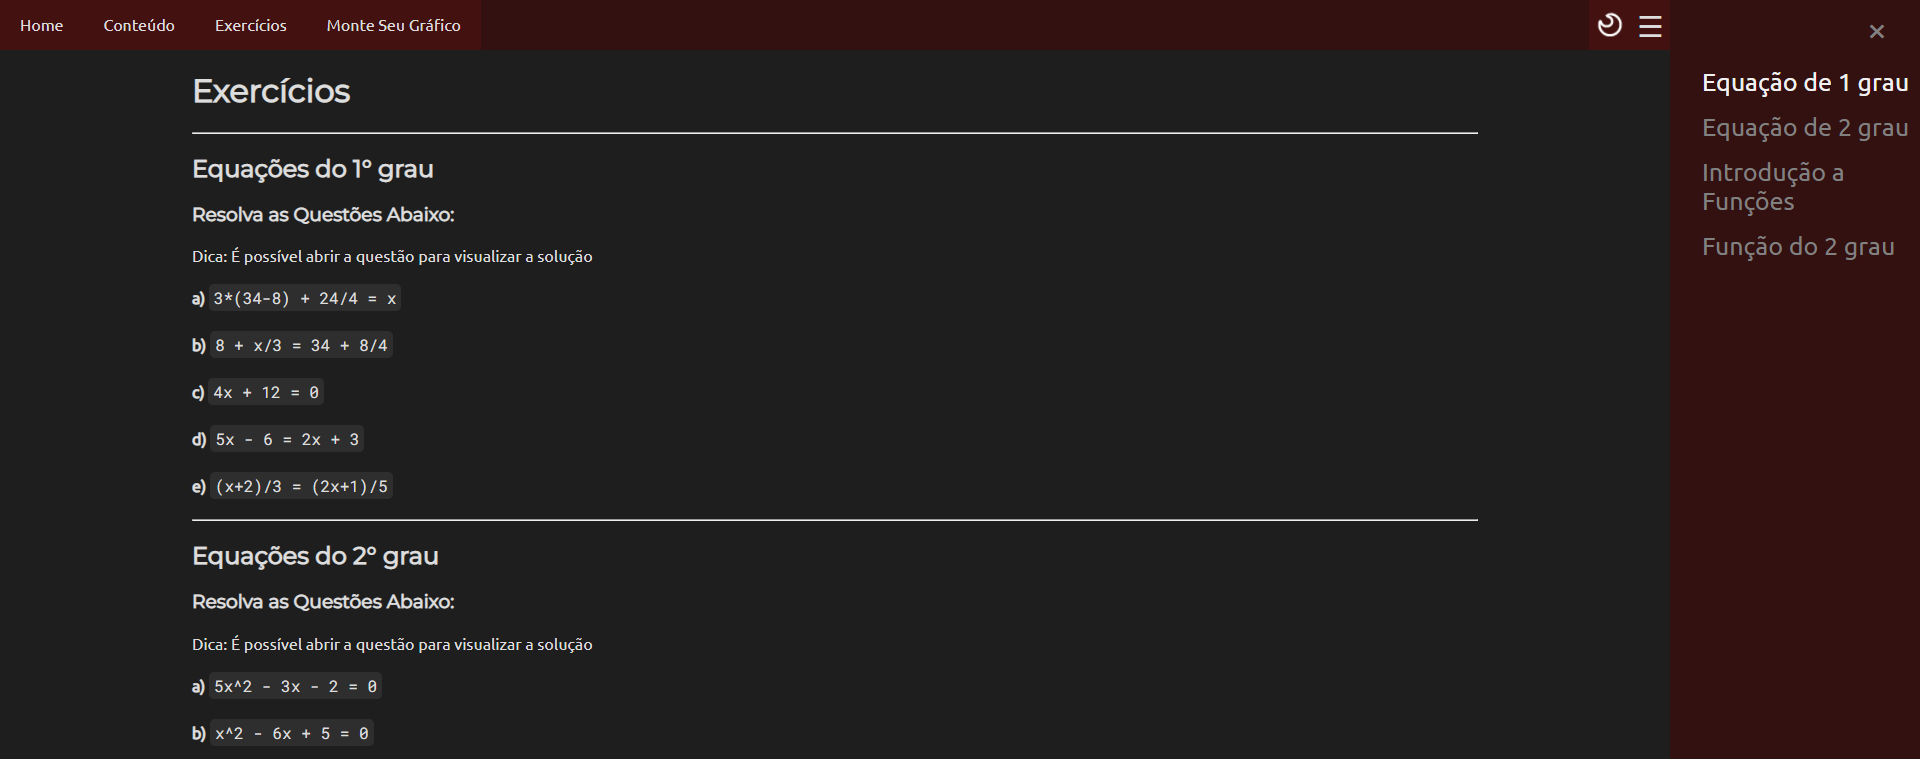 Home Conteúdo Exercícios Monte Seu Gráfico
×
Equação de 1 grau
Equação de 2 grau
Introdução a
Funções
Função do 2 grau
Exercícios
Equações do 1º grau
Resolva as Questões Abaixo:
Dica: É possível abrir a questão para visualizar a solução
a) 3*(34-8) + 24/4 = x
b) 8 + x/3 = 34 + 8/4
c) 4x + 12 = 0
d) 5x - 6 = 2x + 3
e) (x+2)/3 = (2x+1)/5
Equações do 2º grau
Resolva as Questões Abaixo:
Dica: É possível abrir a questão para visualizar a solução
a) 5x^2 - 3x - 2 = 0
b) x^2 - 6x + 5 = 0